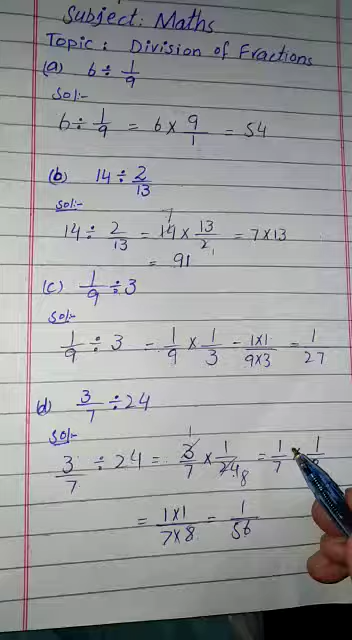 Subject: Maths
Topic: Division of Fractions
(a) 6 ÷ 1/9
Sol:-
6 ÷ 1/9 = 6 × 9/1 = 54
(b) 14 ÷ 2/13
Sol:-
14 ÷ 2/13 = 14 7 × 13/2 1 = 7 × 13
= 91
(c) 1/9 ÷ 3
Sol:-
1/9 ÷ 3 = 1/9 × 1/3 - 1×1/9×3 = 1/27
(d) 3/7 ÷ 24
Sol:-
3/7 ÷ 24 = 3 1/7 × 1/24 8 = 1/7 1
= 1×1/7×8 = 1/56